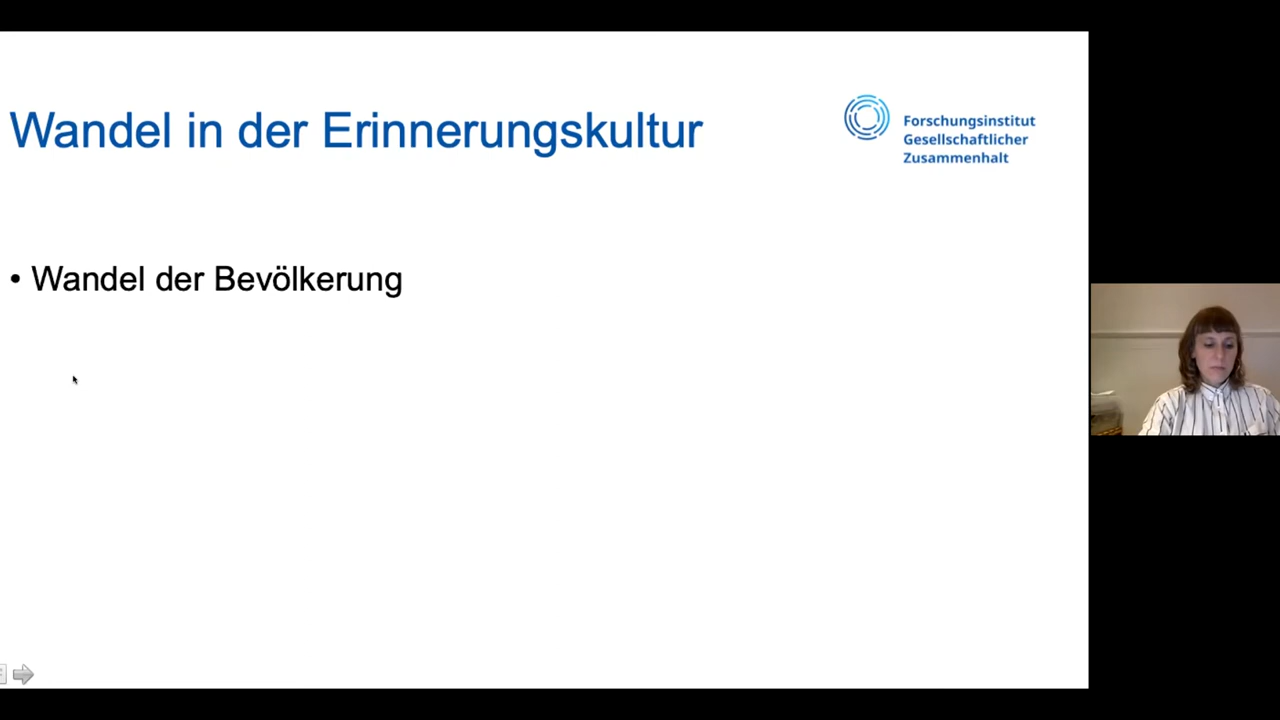 Wandel in der Erinnerungskultur
Forschungsinstitut
Gesellschaftlicher
Zusammenhalt
• Wandel der Bevölkerung